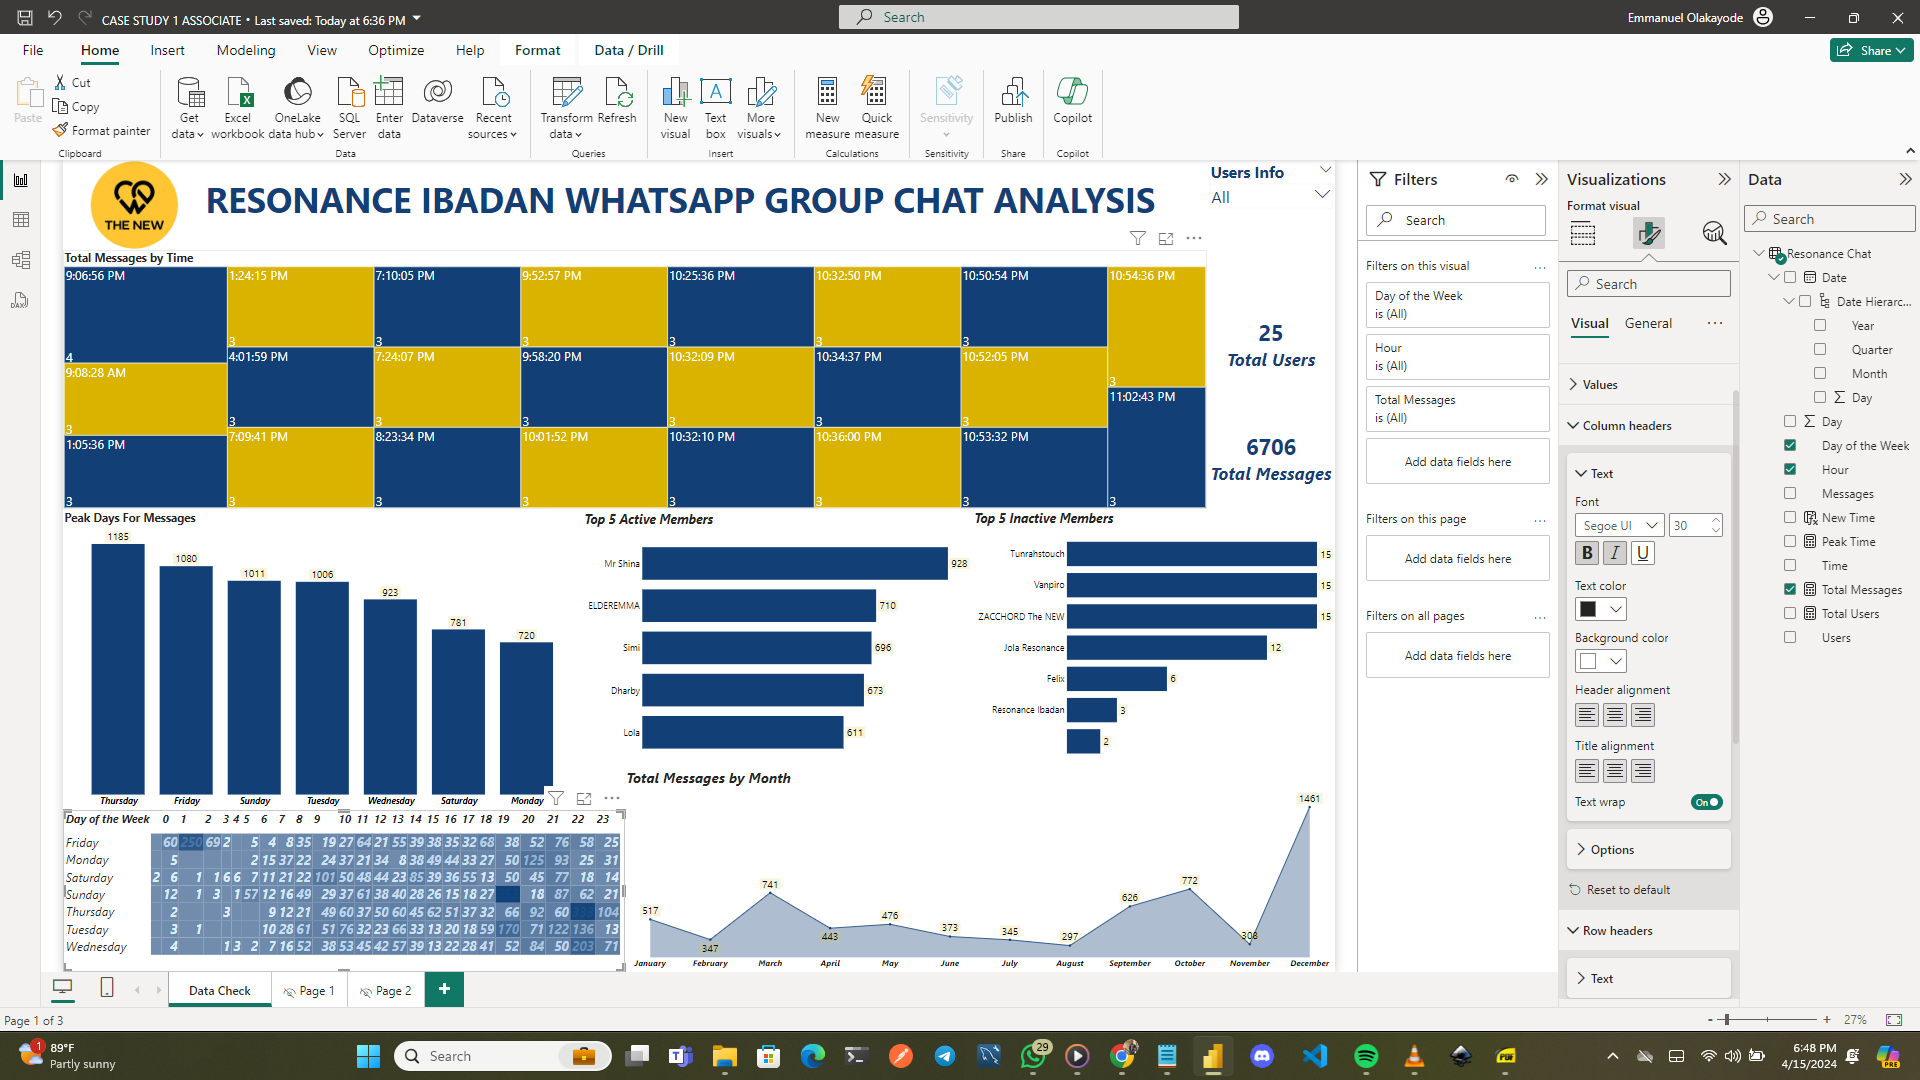 CASE STUDY 1 ASSOCIATE • Last saved: Today at 6:36 PM
Search
Emmanuel Olakayode
File Home Insert Modeling View Optimize Help Format Data / Drill
Share
Paste
Cut
Copy
Format painter
Get data
Excel workbook
OneLake data hub
SQL Server
Enter data
Dataverse
Recent sources
Transform data
Refresh
New visual
Text box
More visuals
New measure
Quick measure
Sensitivity
Publish
Copilot
Clipboard Data Queries Insert Calculations Sensitivity Share Copilot
THE NEW
RESONANCE IBADAN WHATSAPP GROUP CHAT ANALYSIS
Users Info
All
Total Messages by Time
9:06:56 PM
4
9:08:28 AM
3
1:05:36 PM
3
1:24:15 PM
3
4:01:59 PM
3
7:09:41 PM
3
7:10:05 PM
3
7:24:07 PM
3
8:23:34 PM
3
9:52:57 PM
3
9:58:20 PM
3
10:01:52 PM
3
10:25:36 PM
3
10:32:09 PM
3
10:32:10 PM
3
10:32:50 PM
3
10:34:37 PM
3
10:36:00 PM
3
10:50:54 PM
3
10:52:05 PM
3
10:53:32 PM
3
10:54:36 PM
3
11:02:43 PM
3
25
Total Users
6706
Total Messages
Peak Days For Messages
1185 1080 1011 1006 923 781 720
Thursday Friday Sunday Tuesday Wednesday Saturday Monday
Top 5 Active Members
Mr Shina 928
ELDEREMMA 710
Simi 696
Dharby 673
Lola 611
Top 5 Inactive Members
Tunrahstouch 15
Vanpiro 15
ZACCHORD The NEW 15
Jola Resonance 12
Felix 6
Resonance Ibadan 3
2
Day of the Week 0 1 2 3 4 5 6 7 8 9 10 11 12 13 14 15 16 17 18 19 20 21 22 23
Friday 60 250 69 2 5 4 8 35 19 27 64 21 55 39 38 35 32 68 38 52 76 58 25
Monday 5 2 15 37 22 24 37 21 34 8 38 49 44 33 27 50 125 93 25 31
Saturday 2 6 1 1 6 6 7 11 21 22 101 50 48 44 23 85 39 36 55 13 50 45 77 18 14
Sunday 12 1 3 1 57 12 16 49 29 37 61 38 40 28 26 15 18 27 18 87 62 21
Thursday 2 3 9 12 21 49 60 37 50 60 45 62 51 37 32 66 92 60 104
Tuesday 3 1 10 28 61 51 76 32 23 66 33 13 20 18 59 170 71 122 136 13
Wednesday 4 1 3 2 7 16 52 38 53 45 42 57 39 13 22 28 41 52 84 50 203 71
Total Messages by Month
517 347 741 443 476 373 345 297 626 772 308 1461
January February March April May June July August September October November December
Filters
Search
Filters on this visual
Day of the Week
is (All)
Hour
is (All)
Total Messages
is (All)
Add data fields here
Filters on this page
Add data fields here
Filters on all pages
Add data fields here
Visualizations
Format visual
Search
Visual General
Values
Column headers
Text
Font
Segoe UI 30
B I U
Text color
Background color
Header alignment
Title alignment
Text wrap On
Options
Reset to default
Row headers
Text
Data
Search
Resonance Chat
Date
Date Hierarc...
Year
Quarter
Month
Day
Day
Day of the Week
Hour
Messages
New Time
Peak Time
Time
Total Messages
Total Users
Users
Data Check Page 1 Page 2
Page 1 of 3
27%
1
89°F
Partly sunny
Search
29
6:48 PM
4/15/2024